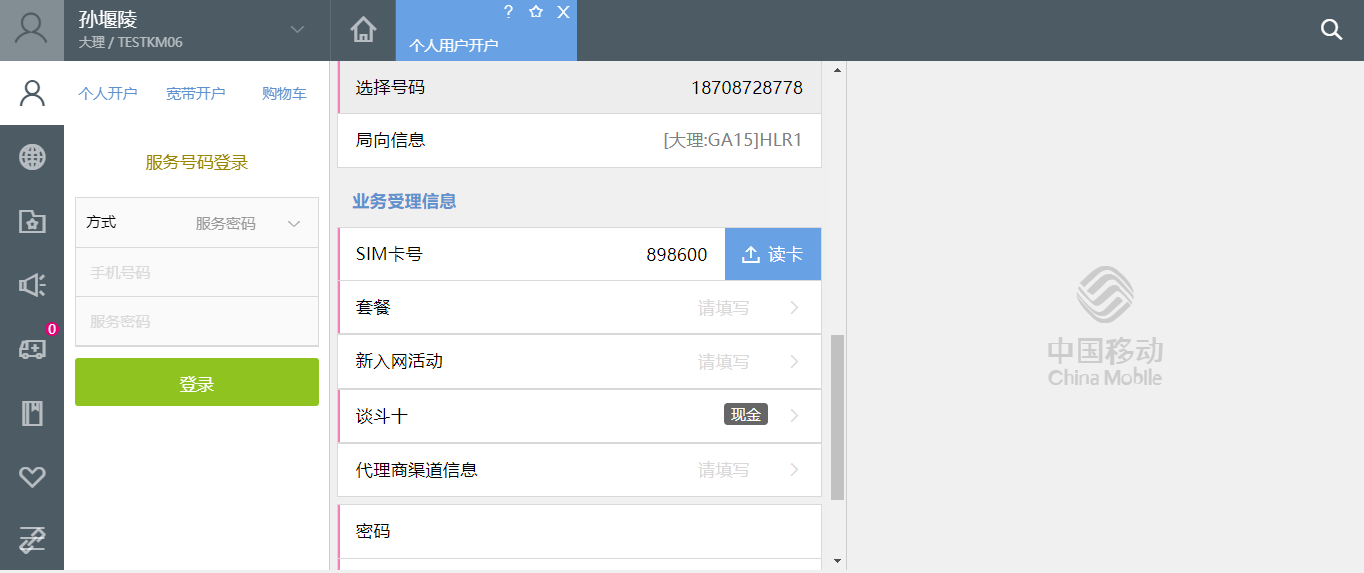 孙堰陵
大理 / TESTKM06
? X
个人用户开户
个人开户 宽带开户 购物车
服务号码登录
方式 服务密码
手机号码
服务密码
登录
0
选择号码 18708728778
局向信息 [大理:GA15]HLR1
业务受理信息
SIM卡号 898600 读卡
套餐 请填写
新入网活动 请填写
谈斗十 现金
代理商渠道信息 请填写
密码
中国移动
China Mobile